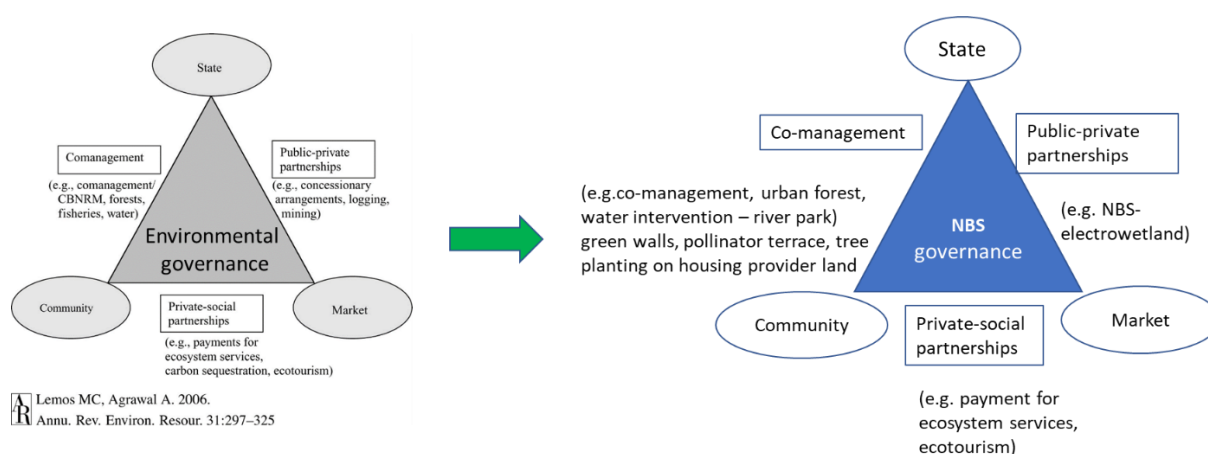 State
Comanagement
(e.g., comanagement/
CBNRM, forests,
fisheries, water)
Public-private
partnerships
(e.g., concessionary
arrangements, logging,
mining)
Environmental
governance
Community
Market
Private-social
partnerships
(e.g., payments for
ecosystem services,
carbon sequestration, ecotourism)
AR
Lemos MC, Agrawal A. 2006.
Annu. Rev. Environ. Resour. 31:297–325
State
Co-management
Public-private
partnerships
(e.g.co-management, urban forest,
water intervention – river park)
green walls, pollinator terrace, tree
planting on housing provider land
(e.g. NBS-
electrowetland)
NBS
governance
Community
Private-social
partnerships
Market
(e.g. payment for
ecosystem services,
ecotourism)